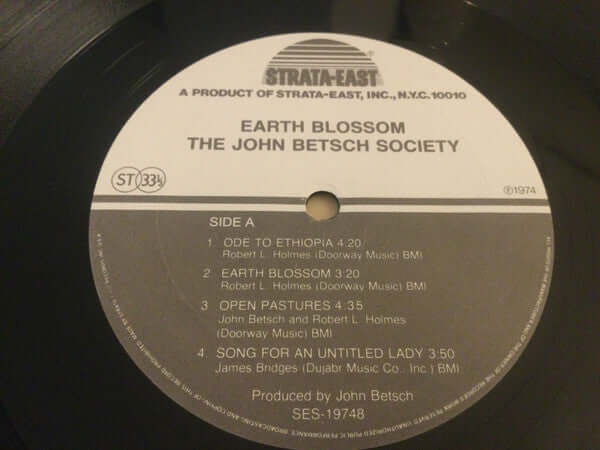 STRATA-EAST
A PRODUCT OF STRATA-EAST, INC., N.Y.C. 10010
EARTH BLOSSOM
THE JOHN BETSCH SOCIETY
ST 33⅓
℗1974
SIDE A
1. ODE TO ETHIOPIA 4:20
Robert L. Holmes (Doorway Music) BMI
2 EARTH BLOSSOM 3:20
Robert L. Holmes (Doorway Music) BMI
3 OPEN PASTURES 4:35
John Betsch and Robert L. Holmes
(Doorway Music) BMI
4. SONG FOR AN UNTITLED LADY 3:50
James Bridges (Dujabr Music Co., Inc.) BMI
Produced by John Betsch
SES-19748